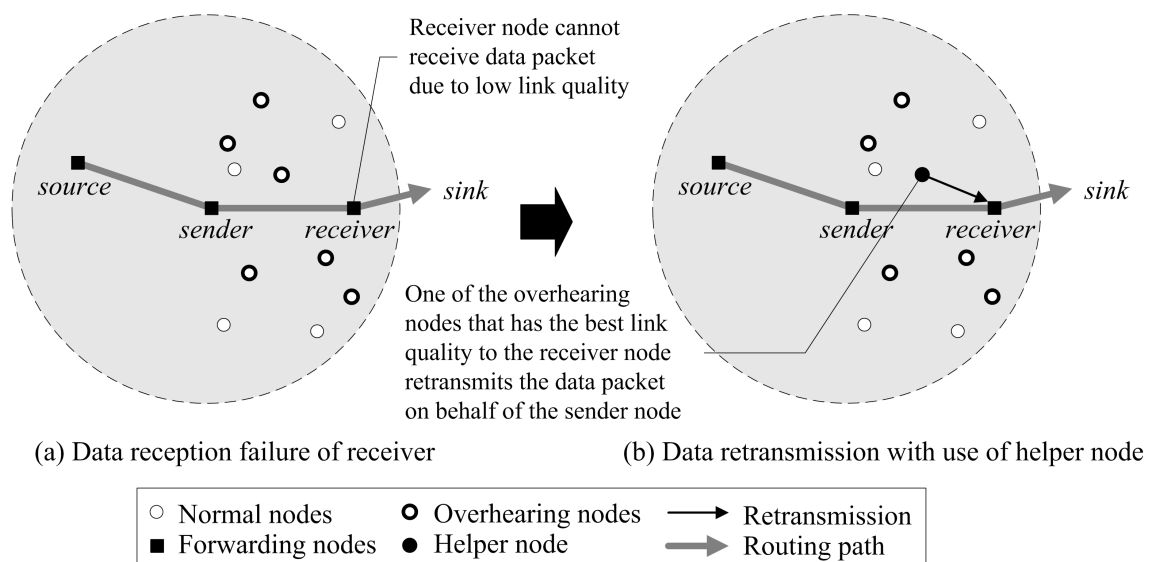 Receiver node cannot
receive data packet
due to low link quality
source
sender
receiver
sink
source
sender
receiver
sink
One of the overhearing
nodes that has the best link
quality to the receiver node
retransmits the data packet
on behalf of the sender node
(a) Data reception failure of receiver
(b) Data retransmission with use of helper node
Normal nodes
Overhearing nodes
Retransmission
Forwarding nodes
Helper node
Routing path